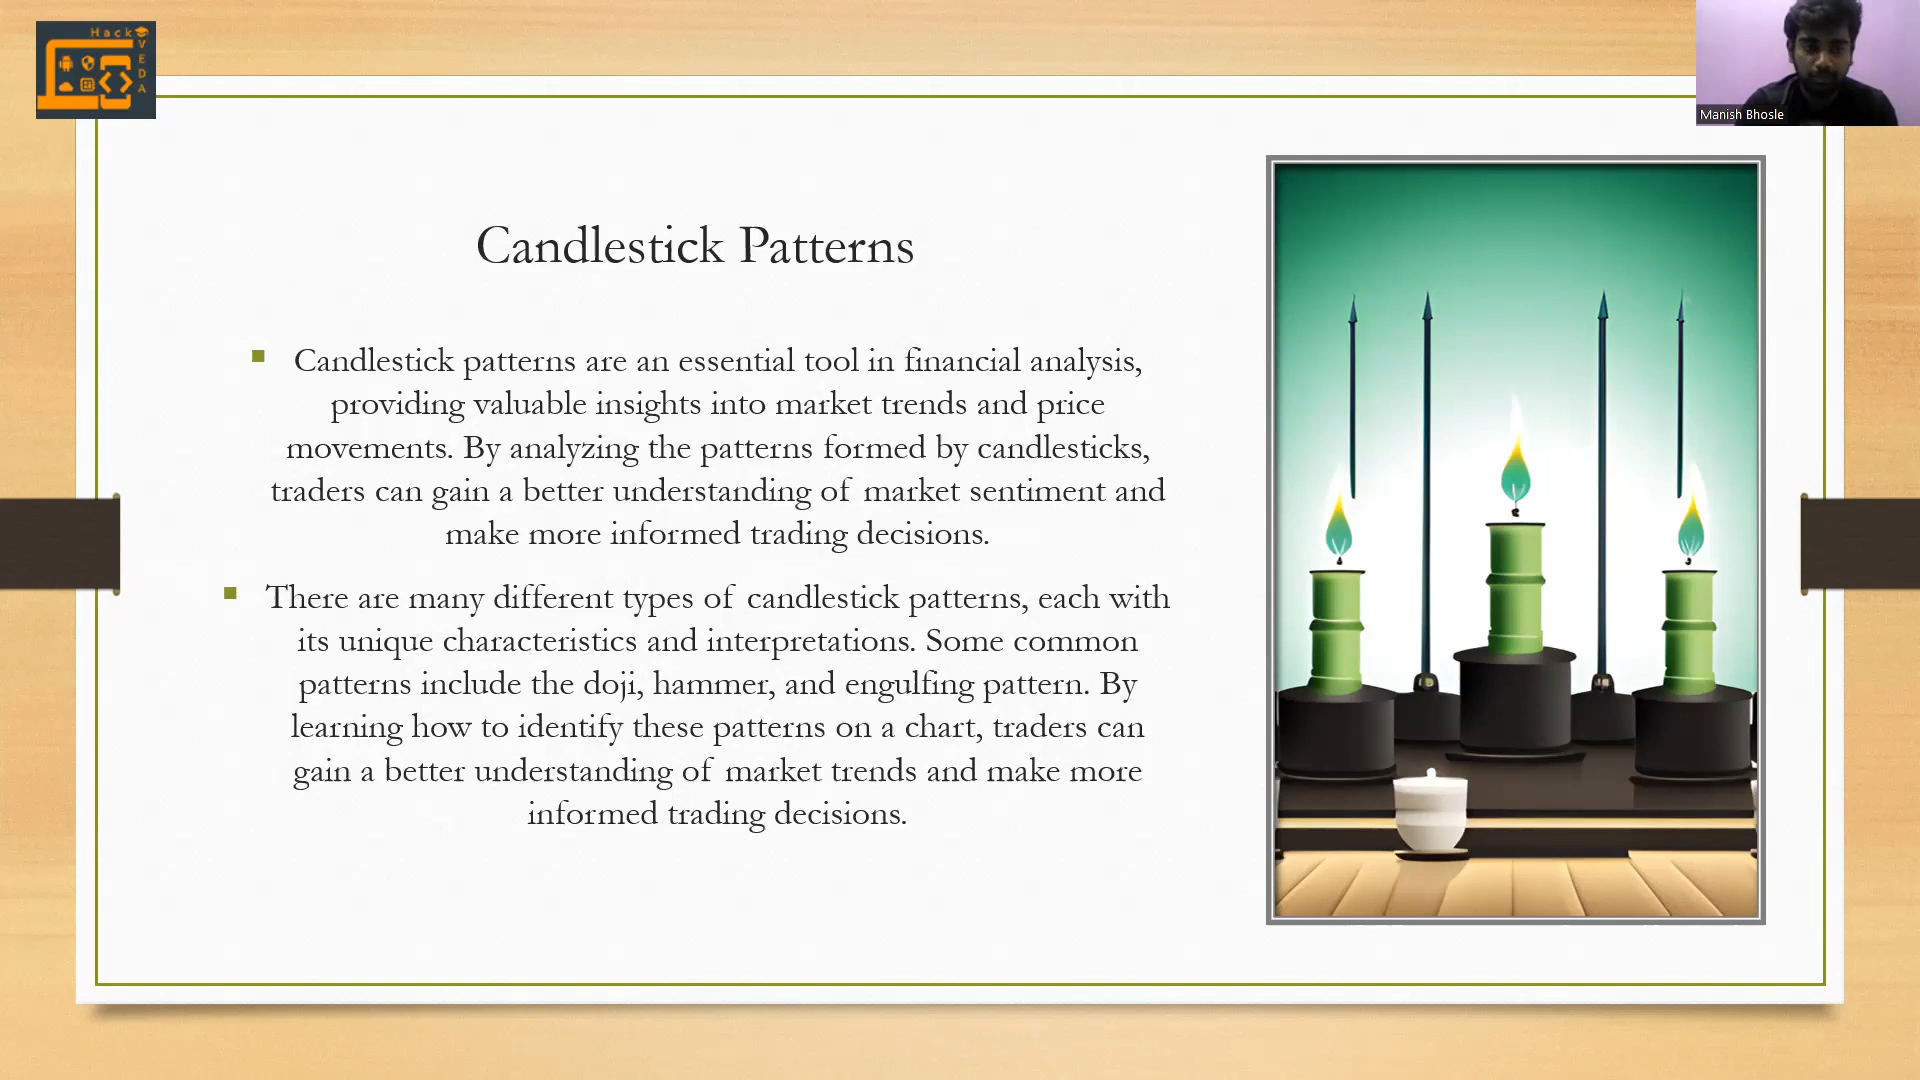 Hack
VEDA
Manish Bhosle
Candlestick Patterns
Candlestick patterns are an essential tool in financial analysis,
providing valuable insights into market trends and price
movements. By analyzing the patterns formed by candlesticks,
traders can gain a better understanding of market sentiment and
make more informed trading decisions.
There are many different types of candlestick patterns, each with
its unique characteristics and interpretations. Some common
patterns include the doji, hammer, and engulfing pattern. By
learning how to identify these patterns on a chart, traders can
gain a better understanding of market trends and make more
informed trading decisions.